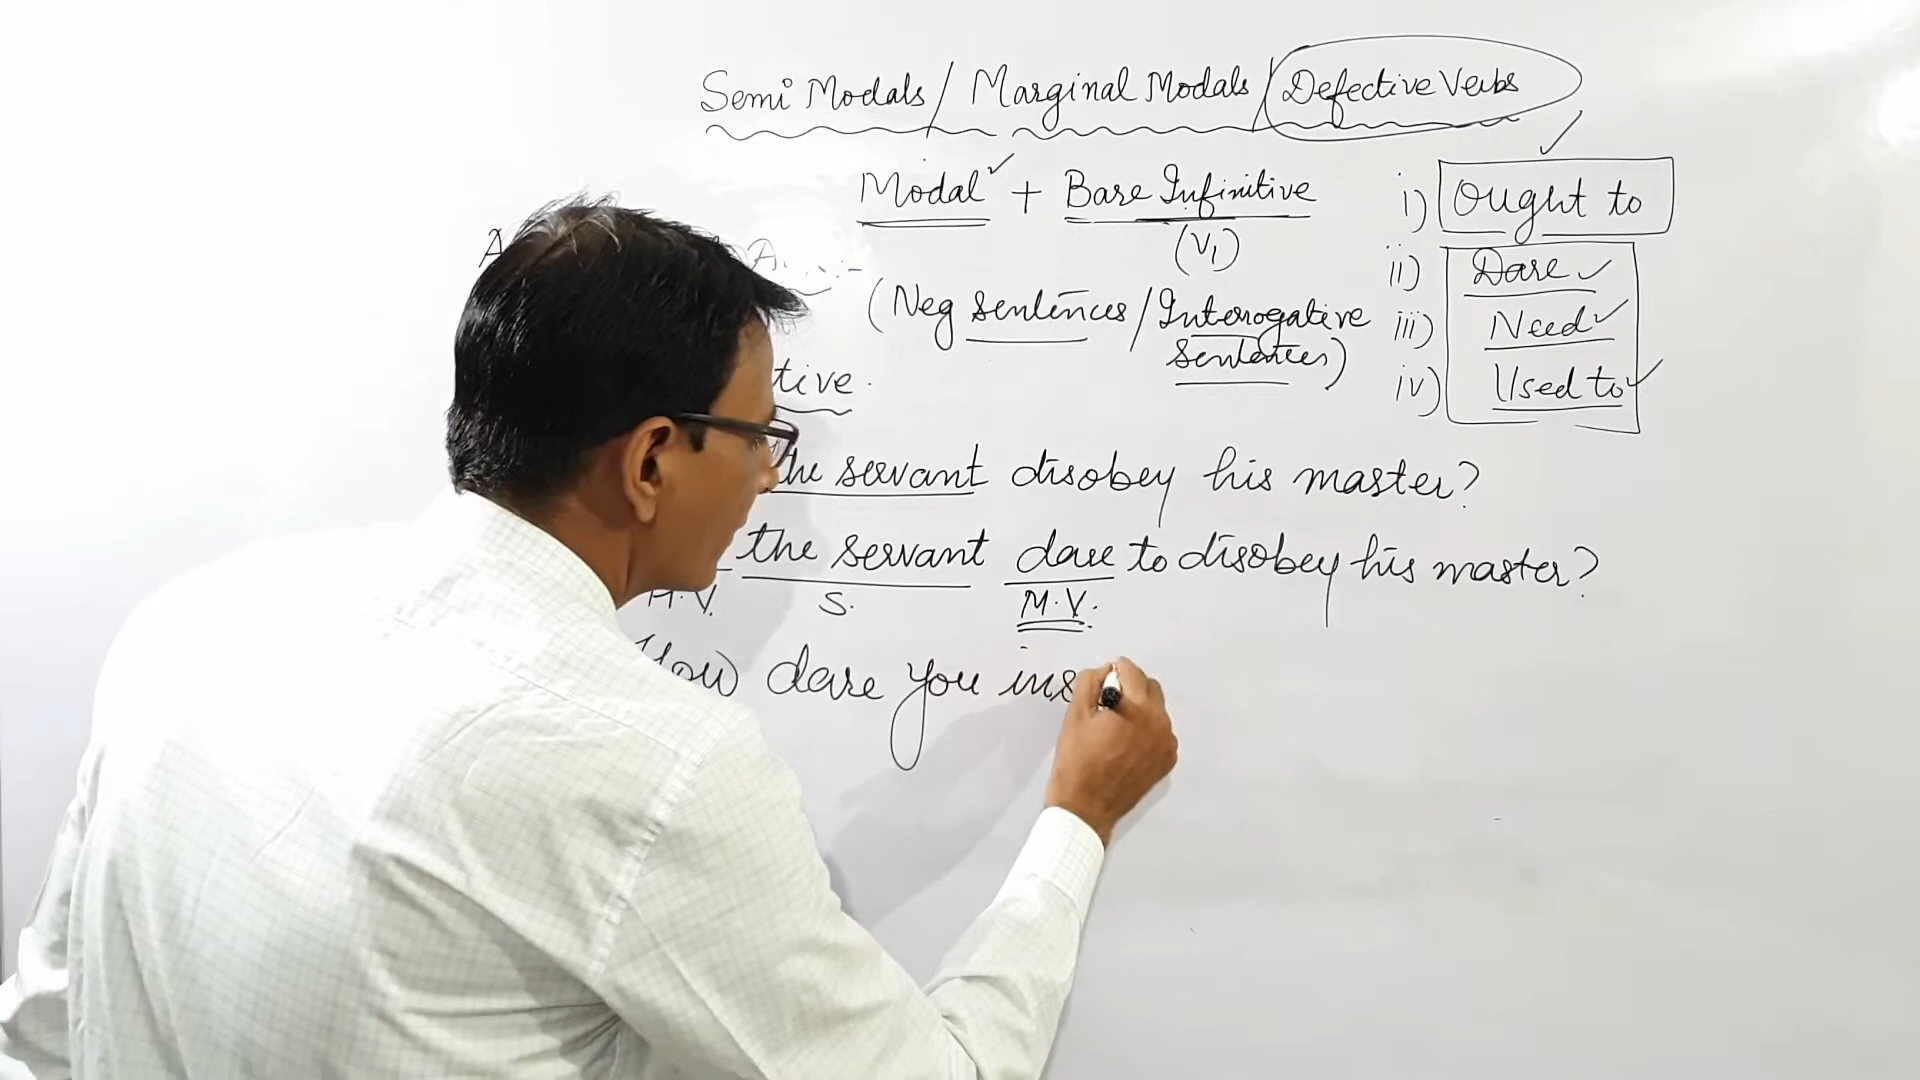 Semi Modals / Marginal Modals / Defective Verbs
Modal + Bare Infinitive
(V1)
(Neg sentences / Interrogative
sentences)
i) Ought to
ii) Dare
iii) Need
iv) Used to
tive
the servant disobey his master?
the servant dare to disobey his master?
H.V. S. M.V.
How dare you ins